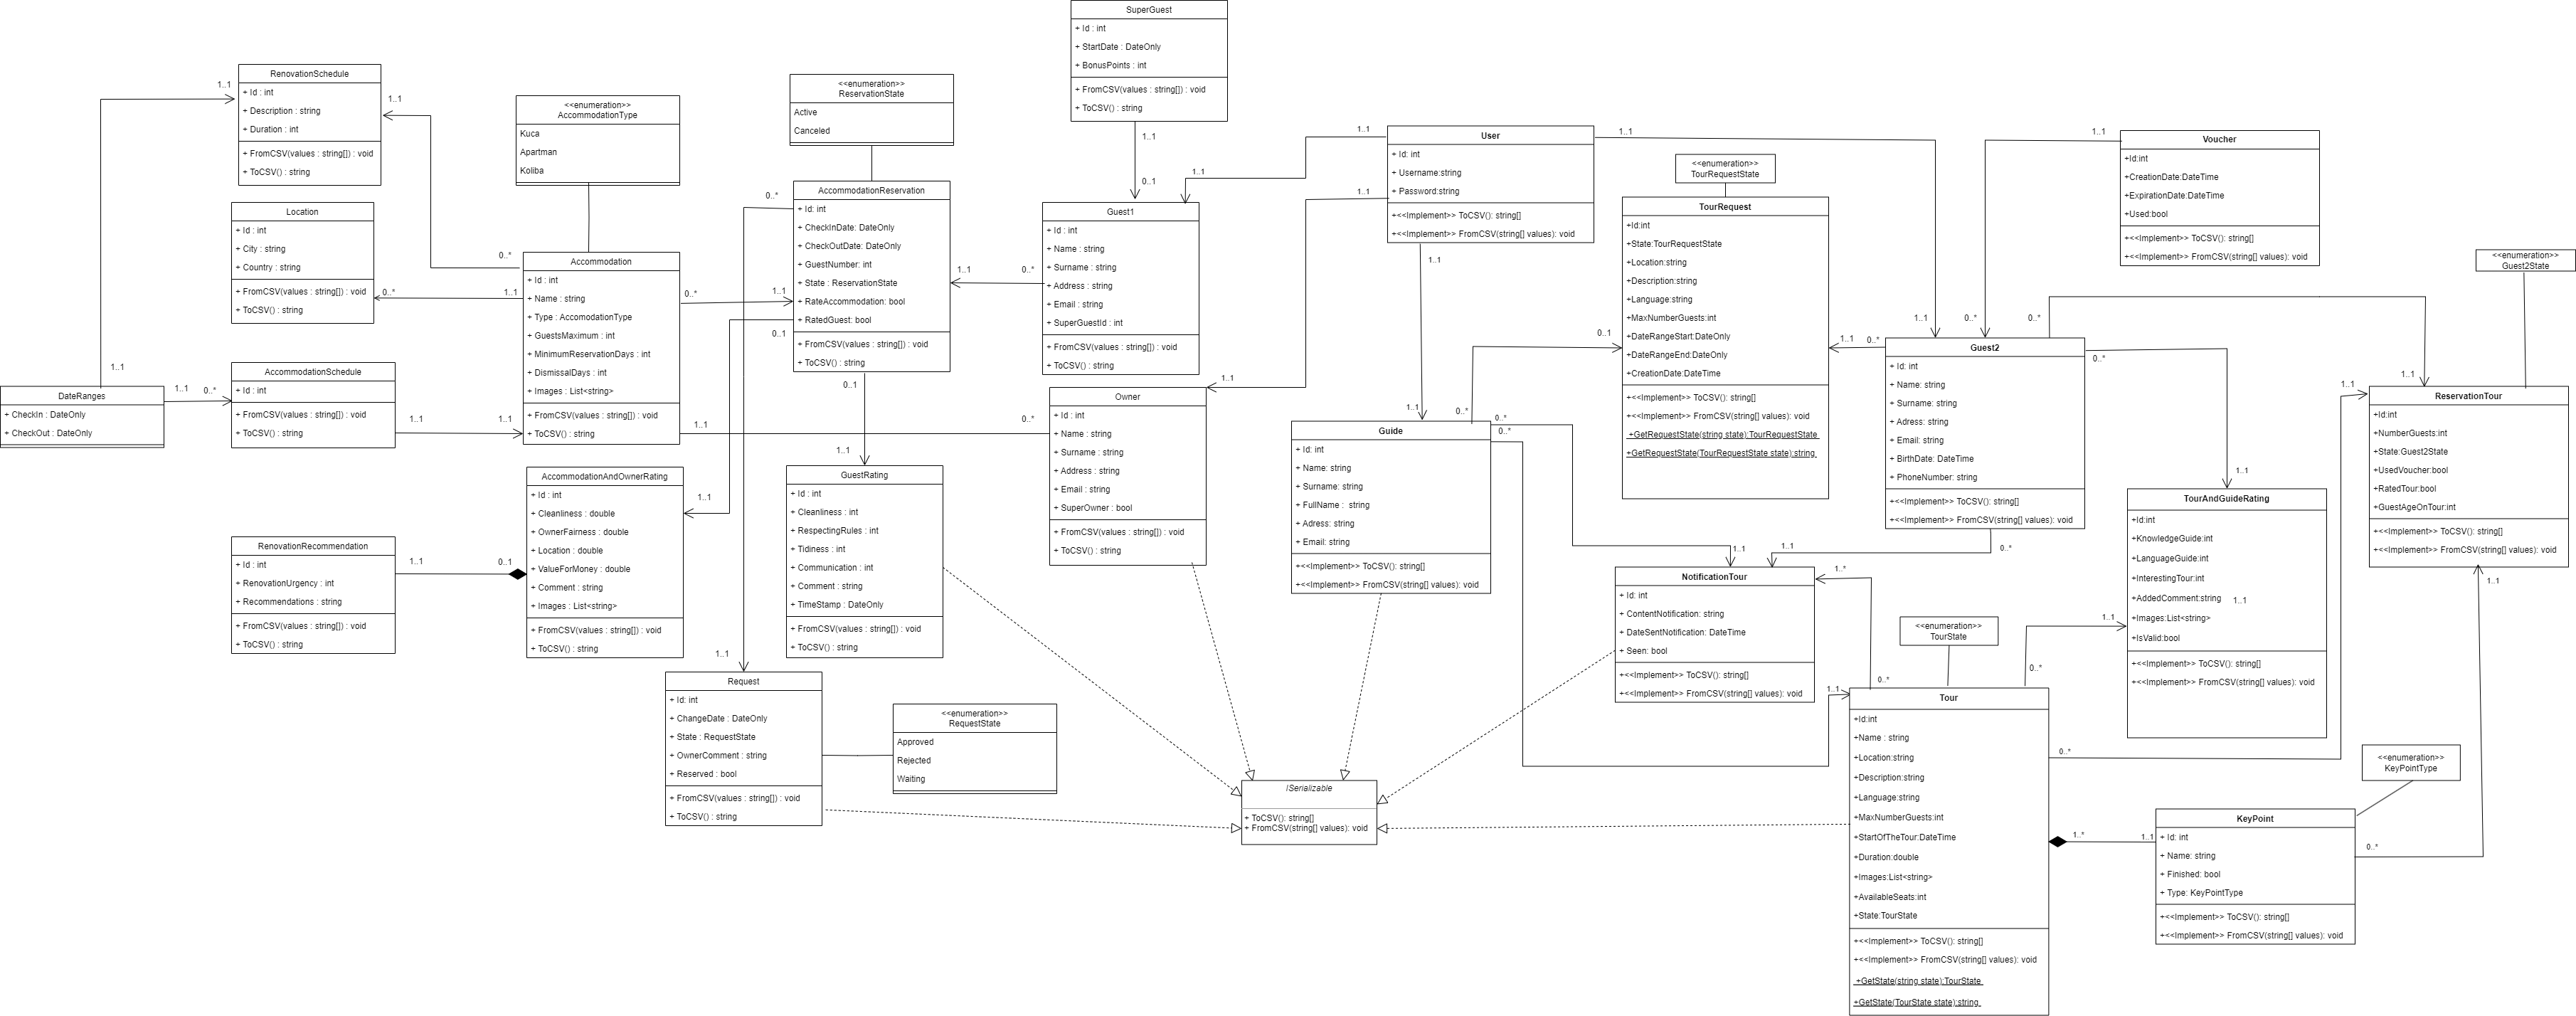 SuperGuest
+ Id : int
+ StartDate : DateOnly
+ BonusPoints : int
+ FromCSV(values : string[]) : void
+ ToCSV() : string
1..1
0..1
RenovationSchedule
+ Id : int
+ Description : string
+ Duration : int
+ FromCSV(values : string[]) : void
+ ToCSV() : string
1..1
1..1
<<enumeration>>
AccommodationType
Kuca
Apartman
Koliba
<<enumeration>>
ReservationState
Active
Canceled
Location
+ Id : int
+ City : string
+ Country : string
+ FromCSV(values : string[]) : void
+ ToCSV() : string
0..*
1..1
0..*
Accommodation
+ Id : int
+ Name : string
+ Type : AccomodationType
+ GuestsMaximum : int
+ MinimumReservationDays : int
+ DismissalDays : int
+ Images : List<string>
+ FromCSV(values : string[]) : void
+ ToCSV() : string
0..*
1..1
0..*
AccommodationReservation
+ Id: int
+ CheckInDate: DateOnly
+ CheckOutDate: DateOnly
+ GuestNumber: int
+ State : ReservationState
+ RateAccommodation: bool
+ RatedGuest: bool
+ FromCSV(values : string[]) : void
+ ToCSV() : string
0..1
0..1
1..1
1..1
0..*
Guest1
+ Id : int
+ Name : string
+ Surname : string
+ Address : string
+ Email : string
+ SuperGuestId : int
+ FromCSV(values : string[]) : void
+ ToCSV() : string
1..1
DateRanges
+ CheckIn : DateOnly
+ CheckOut : DateOnly
1..1
1..1
0..*
AccommodationSchedule
+ Id : int
+ FromCSV(values : string[]) : void
+ ToCSV() : string
1..1
1..1
1..1
0..*
Owner
+ Id : int
+ Name : string
+ Surname : string
+ Address : string
+ Email : string
+ SuperOwner : bool
+ FromCSV(values : string[]) : void
+ ToCSV() : string
1..1
AccommodationAndOwnerRating
+ Id : int
+ Cleanliness : double
+ OwnerFairness : double
+ Location : double
+ ValueForMoney : double
+ Comment : string
+ Images : List<string>
+ FromCSV(values : string[]) : void
+ ToCSV() : string
1..1
GuestRating
+ Id : int
+ Cleanliness : int
+ RespectingRules : int
+ Tidiness : int
+ Communication : int
+ Comment : string
+ TimeStamp : DateOnly
+ FromCSV(values : string[]) : void
+ ToCSV() : string
RenovationRecommendation
+ Id : int
+ RenovationUrgency : int
+ Recommendations : string
+ FromCSV(values : string[]) : void
+ ToCSV() : string
1..1
0..1
1..1
Request
+ Id: int
+ ChangeDate : DateOnly
+ State : RequestState
+ OwnerComment : string
+ Reserved : bool
+ FromCSV(values : string[]) : void
+ ToCSV() : string
<<enumeration>>
RequestState
Approved
Rejected
Waiting
ISerializable
+ ToCSV(): string[]
+ FromCSV(string[] values): void
User
+ Id: int
+ Username:string
+ Password:string
+<<Implement>> ToCSV(): string[]
+<<Implement>> FromCSV(string[] values): void
1..1
1..1
1..1
1..1
1..1
Guide
+ Id: int
+ Name: string
+ Surname: string
+ FullName :  string
+ Adress: string
+ Email: string
+<<Implement>> ToCSV(): string[]
+<<Implement>> FromCSV(string[] values): void
0..*
0..*
0..*
<<enumeration>>
TourRequestState
TourRequest
+Id:int
+State:TourRequestState
+Location:string
+Description:string
+Language:string
+MaxNumberGuests:int
+DateRangeStart:DateOnly
+DateRangeEnd:DateOnly
+CreationDate:DateTime
+<<Implement>> ToCSV(): string[]
+<<Implement>> FromCSV(string[] values): void
+GetRequestState(string state):TourRequestState
+GetRequestState(TourRequestState state):string
0..1
1..1
0..*
Voucher
+Id:int
+CreationDate:DateTime
+ExpirationDate:DateTime
+Used:bool
+<<Implement>> ToCSV(): string[]
+<<Implement>> FromCSV(string[] values): void
1..1
1..1
0..*
0..*
Guest2
+ Id: int
+ Name: string
+ Surname: string
+ Adress: string
+ Email: string
+ BirthDate: DateTime
+ PhoneNumber: string
+<<Implement>> ToCSV(): string[]
+<<Implement>> FromCSV(string[] values): void
0..*
0..*
<<enumeration>>
Guest2State
ReservationTour
+Id:int
+NumberGuests:int
+State:Guest2State
+UsedVoucher:bool
+RatedTour:bool
+GuestAgeOnTour:int
+<<Implement>> ToCSV(): string[]
+<<Implement>> FromCSV(string[] values): void
1..1
1..1
1..1
TourAndGuideRating
+Id:int
+KnowledgeGuide:int
+LanguageGuide:int
+InterestingTour:int
+AddedComment:string
+Images:List<string>
+IsValid:bool
+<<Implement>> ToCSV(): string[]
+<<Implement>> FromCSV(string[] values): void
1..1
1..1
1..1
NotificationTour
+ Id: int
+ ContentNotification: string
+ DateSentNotification: DateTime
+ Seen: bool
+<<Implement>> ToCSV(): string[]
+<<Implement>> FromCSV(string[] values): void
1..1
1..1
1..*
<<enumeration>>
TourState
Tour
+Id:int
+Name : string
+Location:string
+Description:string
+Language:string
+MaxNumberGuests:int
+StartOfTheTour:DateTime
+Duration:double
+Images:List<string>
+AvailableSeats:int
+State:TourState
+<<Implement>> ToCSV(): string[]
+<<Implement>> FromCSV(string[] values): void
+GetState(string state):TourState
+GetState(TourState state):string
1..1
0..*
0..*
0..*
1..*
1..1
<<enumeration>>
KeyPointType
KeyPoint
+ Id: int
+ Name: string
+ Finished: bool
+ Type: KeyPointType
+<<Implement>> ToCSV(): string[]
+<<Implement>> FromCSV(string[] values): void
0..*